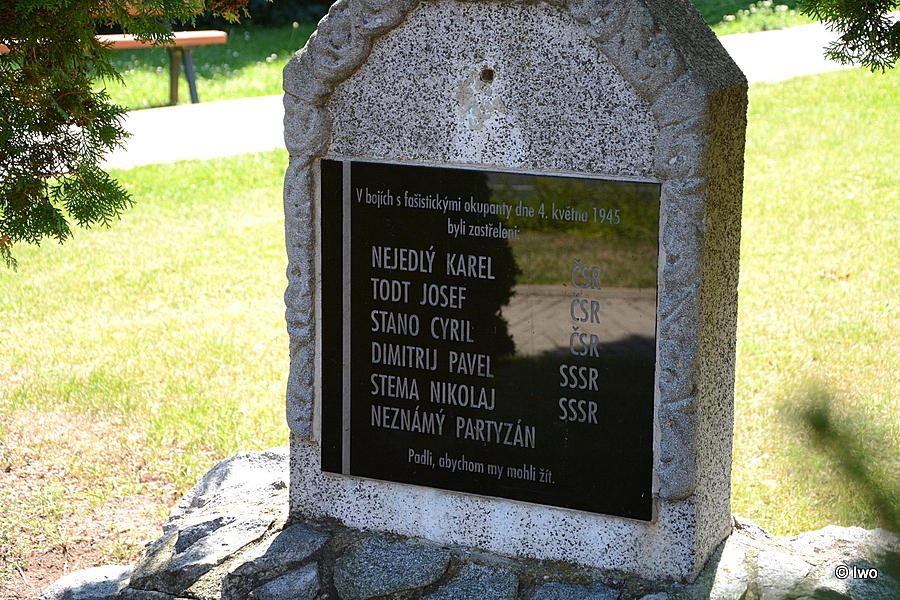 V bojích s fašistickými okupanty dne 4. května 1945
byli zastřeleni:
NEJEDLÝ KAREL ČSR
TODT JOSEF ČSR
STANO CYRIL ČSR
DIMITRIJ PAVEL SSSR
STEMA NIKOLAJ SSSR
NEZNÁMÝ PARTYZÁN
Padli, abychom my mohli žít.
© Iwo